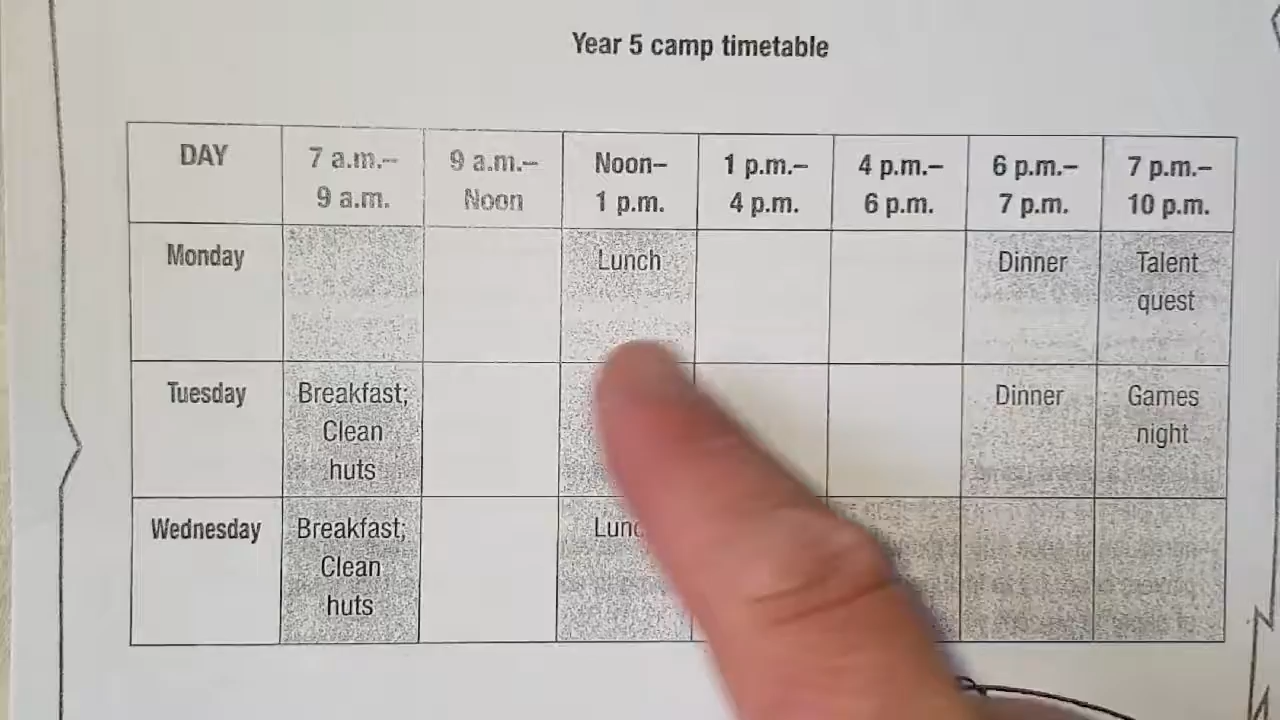 Year 5 camp timetable
DAY
7 a.m.–
9 a.m.
9 a.m.–
Noon
Noon–
1 p.m.
1 p.m.–
4 p.m.
4 p.m.–
6 p.m.
6 p.m.–
7 p.m.
7 p.m.–
10 p.m.
Monday
Lunch
Dinner
Talent
quest
Tuesday
Breakfast;
Clean
huts
Dinner
Games
night
Wednesday
Breakfast;
Clean
huts